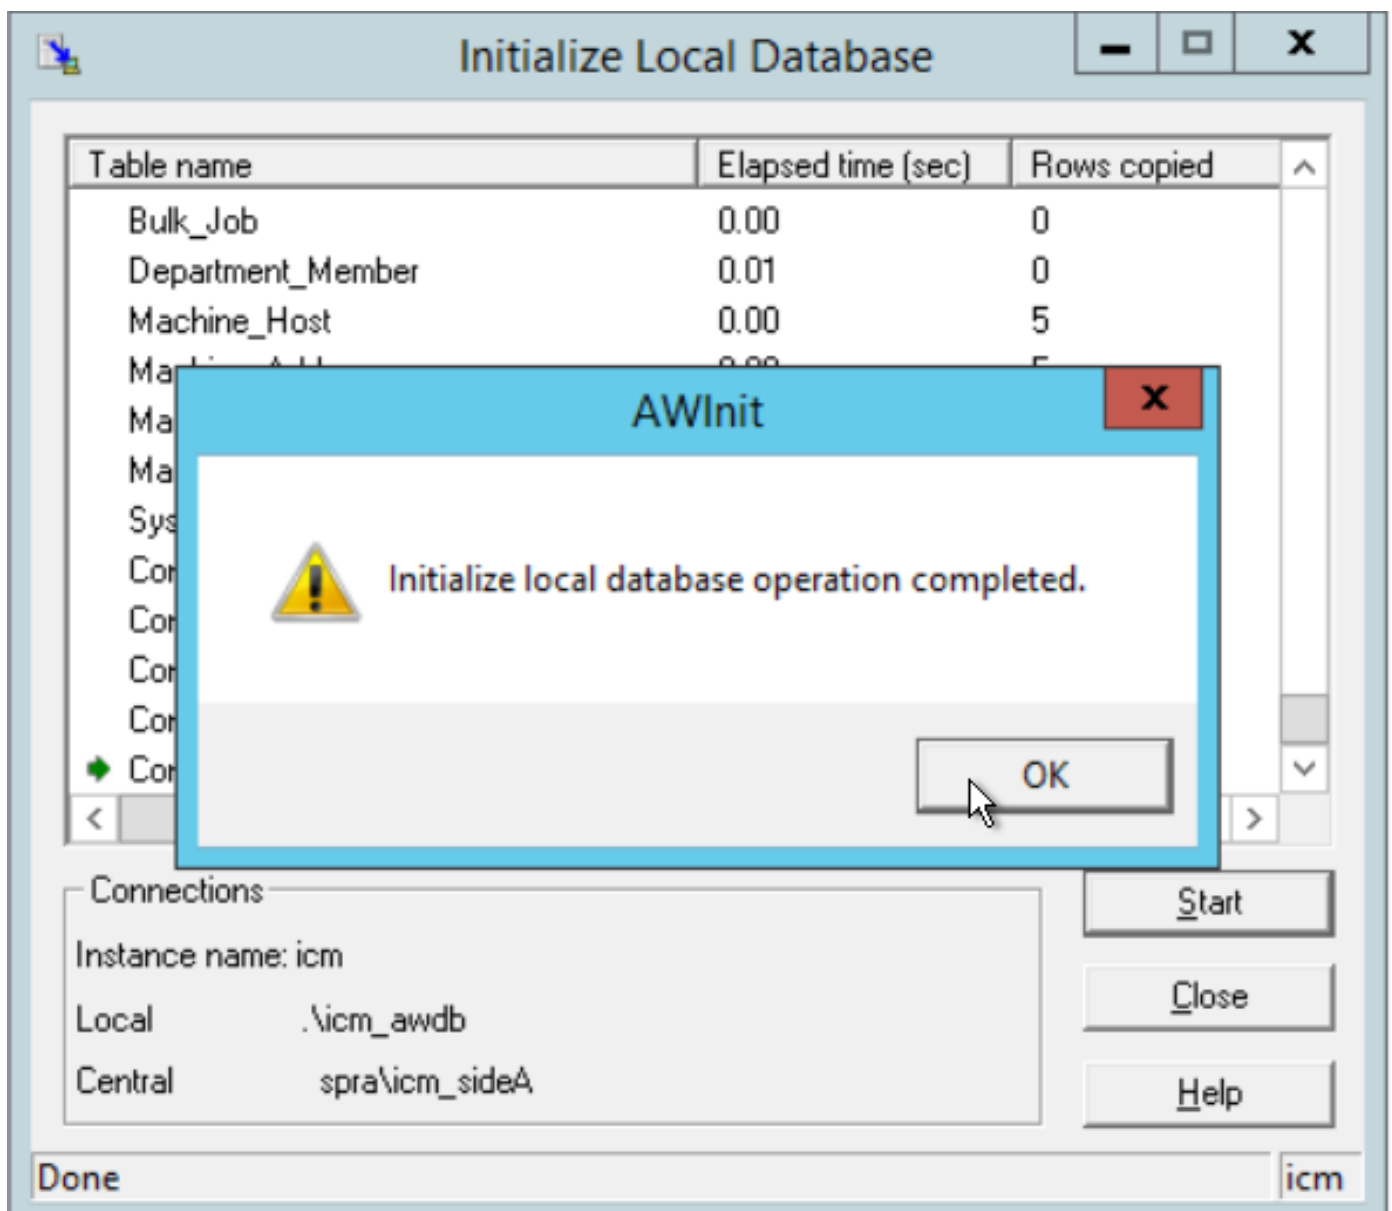 Initialize Local Database
Table name Elapsed time (sec) Rows copied
Bulk_Job 0.00 0
Department_Member 0.01 0
Machine_Host 0.00 5
AWInit
Initialize local database operation completed.
OK
Connections
Instance name: icm
Local .\icm_awdb
Central spra\icm_sideA
Start
Close
Help
Done icm